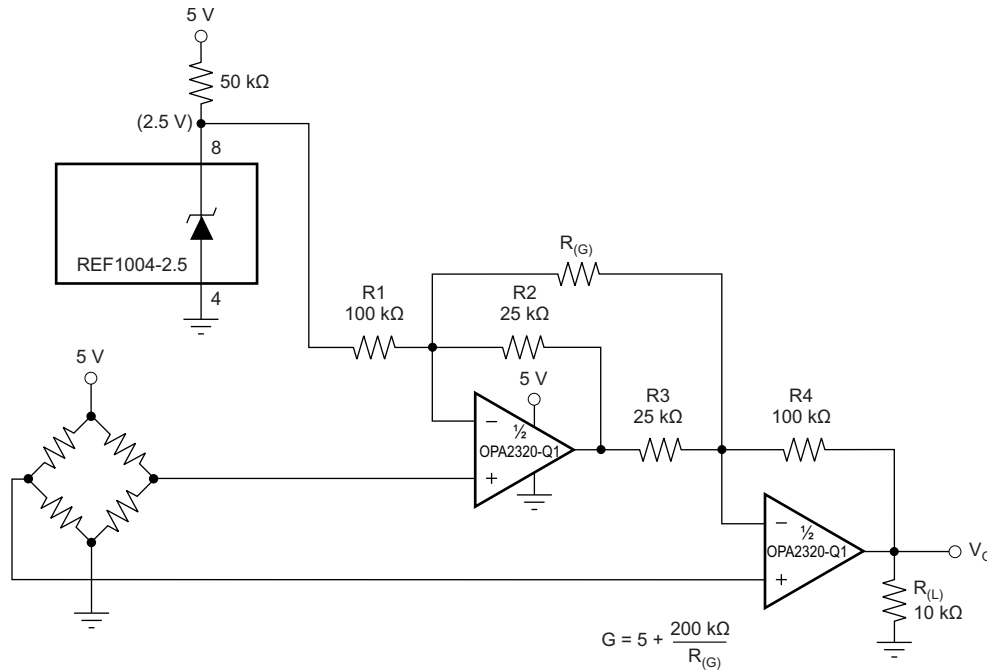 5 V
50 kΩ
(2.5 V)
8
REF1004-2.5
4
R(G)
R1
100 kΩ
R2
25 kΩ
5 V
5 V
R3
25 kΩ
R4
100 kΩ
−
½
OPA2320-Q1
+
−
½
OPA2320-Q1
+
VO
R(L)
10 kΩ
G = 5 + 200 kΩ / R(G)